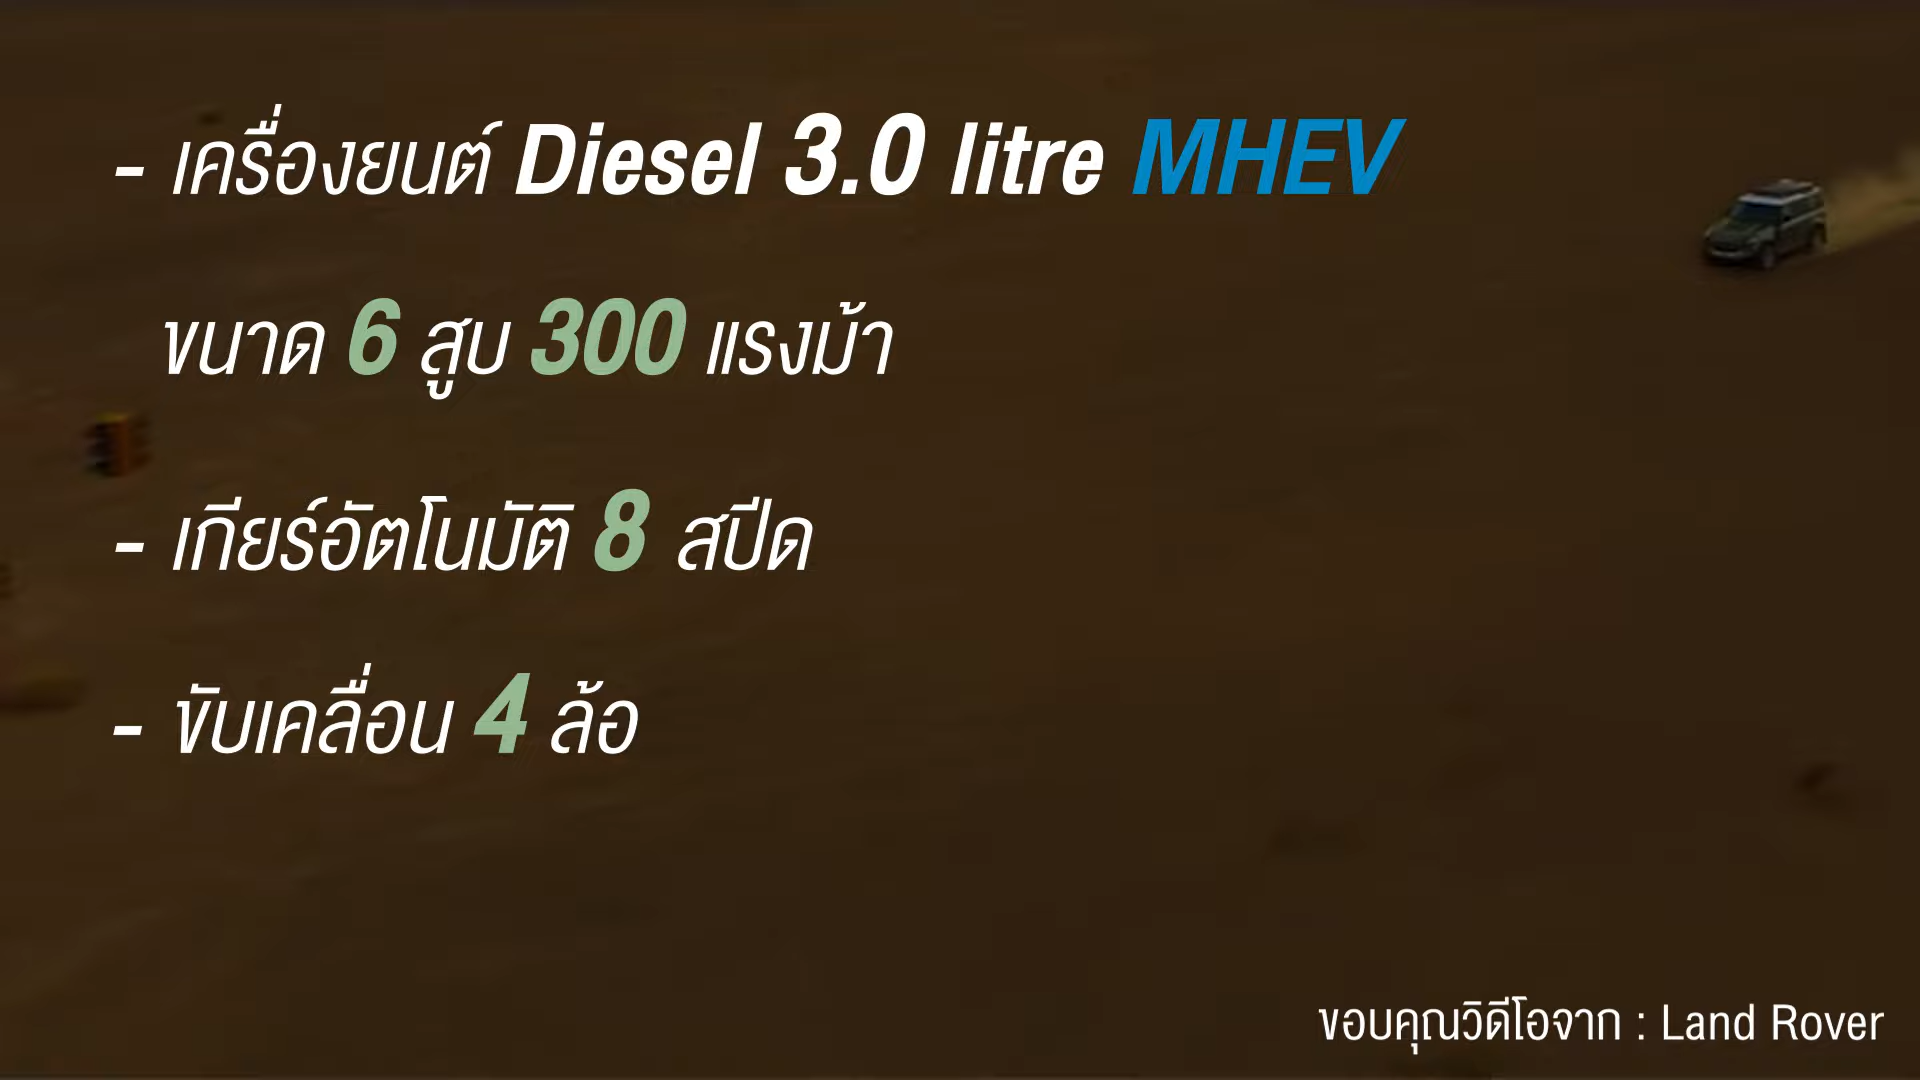 - เครื่องยนต์ Diesel 3.0 litre MHEV
ขนาด 6 สูบ 300 แรงม้า
- เกียร์อัตโนมัติ 8 สปีด
- ขับเคลื่อน 4 ล้อ
ขอบคุณวิดีโอจาก : Land Rover